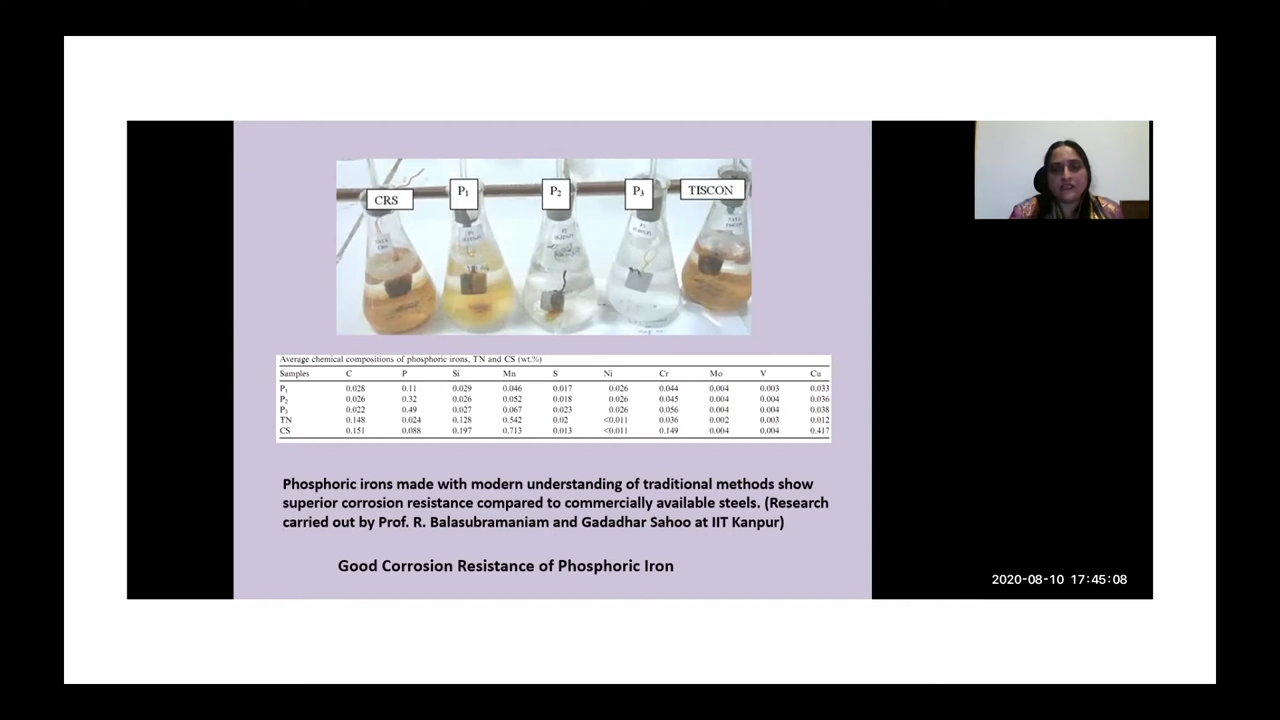 CRS
P₁
P₂
P₃
TISCON
Average chemical compositions of phosphoric irons, TN and CS (wt.%)
Samples C P Si Mn S Ni Cr Mo V Cu
P₁ 0.028 0.11 0.029 0.046 0.017 0.026 0.044 0.004 0.003 0.033
P₂ 0.026 0.32 0.026 0.052 0.018 0.026 0.045 0.004 0.004 0.036
P₃ 0.022 0.49 0.027 0.067 0.023 0.026 0.056 0.004 0.004 0.038
TN 0.148 0.024 0.128 0.542 0.02 <0.011 0.036 0.002 0.003 0.012
CS 0.151 0.088 0.197 0.713 0.013 <0.011 0.149 0.004 0.004 0.417
Phosphoric irons made with modern understanding of traditional methods show
superior corrosion resistance compared to commercially available steels. (Research
carried out by Prof. R. Balasubramaniam and Gadadhar Sahoo at IIT Kanpur)
Good Corrosion Resistance of Phosphoric Iron
2020-08-10 17:45:08